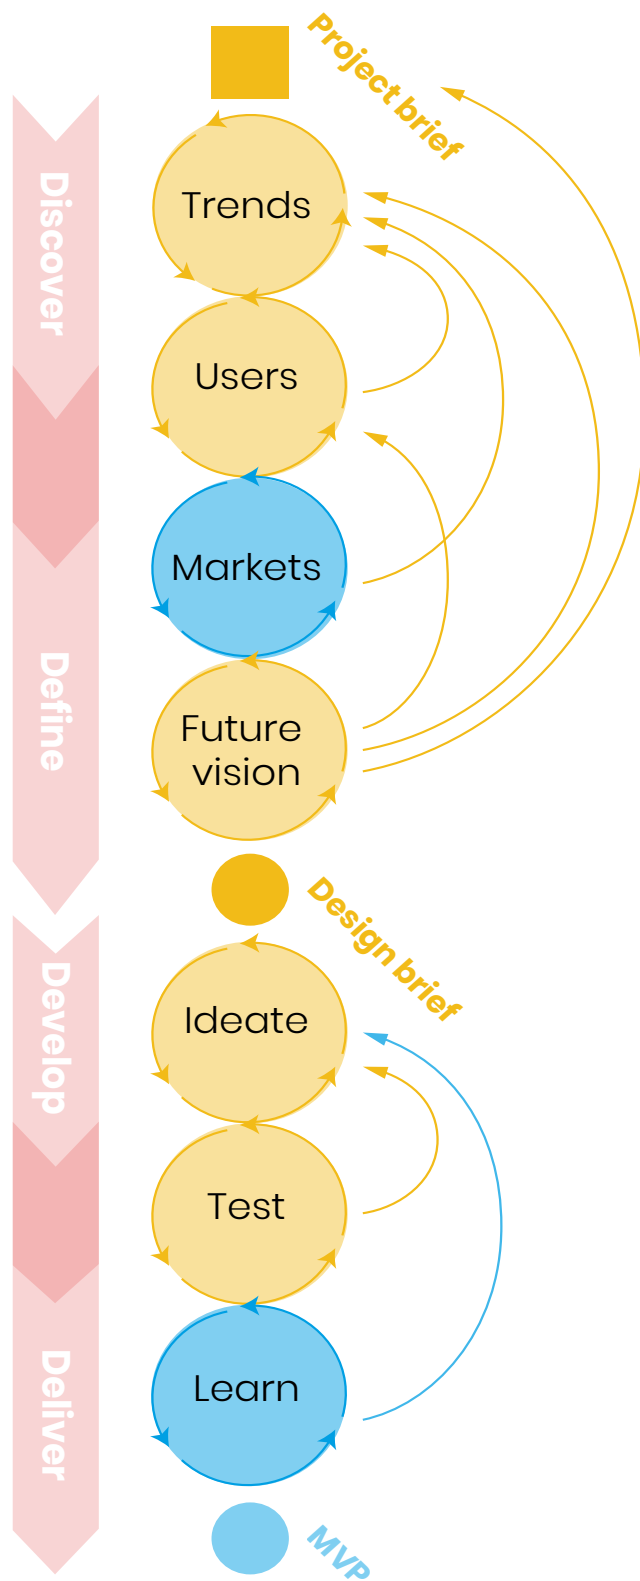 Project brief
Discover
Trends
Users
Markets
Define
Future
vision
Design brief
Develop
Ideate
Test
Deliver
Learn
MVP